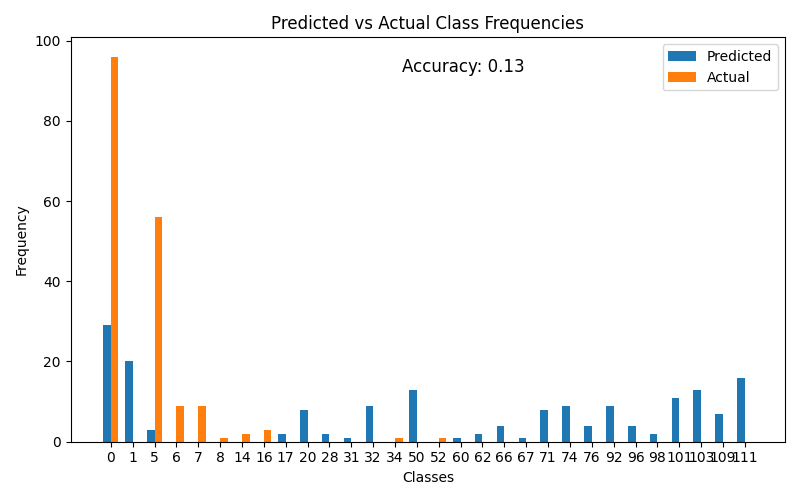 Predicted vs Actual Class Frequencies
Accuracy: 0.13
Predicted
Actual
Frequency
100
80
60
40
20
0
0 1 5 6 7 8 14 16 17 20 28 31 32 34 50 52 60 62 66 67 71 74 76 92 96 98 101 103 109 111
Classes